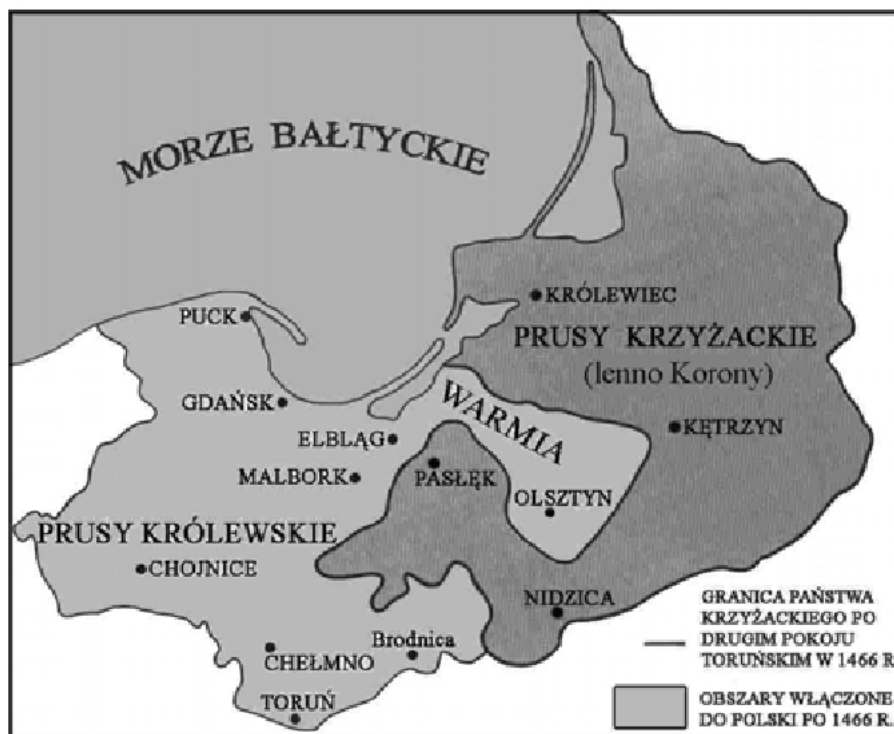 MORZE BAŁTYCKIE
KRÓLEWIEC
PUCK
PRUSY KRZYŻACKIE
(lenno Korony)
GDAŃSK
WARMIA
KĘTRZYN
ELBLĄG
MALBORK
PASŁĘK
OLSZTYN
PRUSY KRÓLEWSKIE
CHOJNICE
NIDZICA
Brodnica
CHEŁMNO
TORUŃ
GRANICA PAŃSTWA
KRZYŻACKIEGO PO
DRUGIM POKOJU
TORUŃSKIM W 1466 R
OBSZARY WŁĄCZONE
DO POLSKI PO 1466 R.